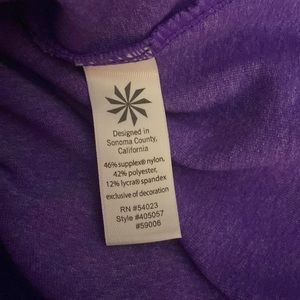 Designed in
Sonoma County,
California
46% supplex® nylon,
42% polyester,
12% lycra® spandex
exclusive of decoration
RN #54023
Style #405057
#59006